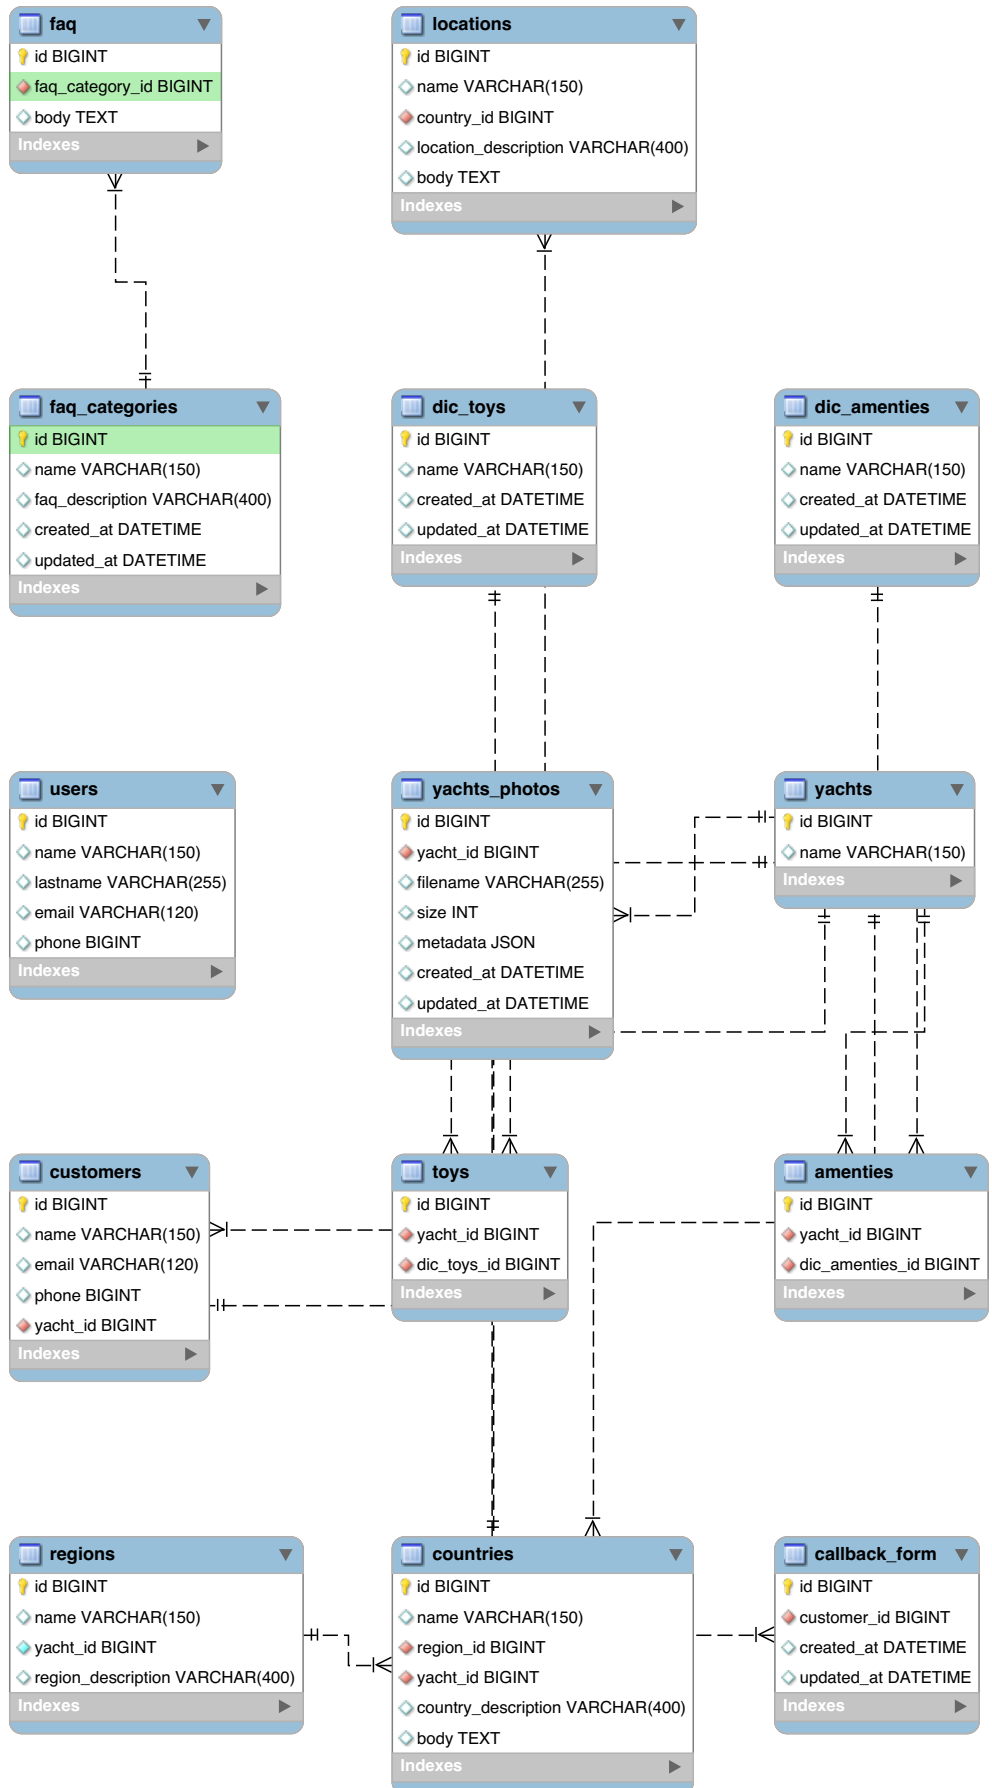 faq
id BIGINT
faq_category_id BIGINT
body TEXT
Indexes
locations
id BIGINT
name VARCHAR(150)
country_id BIGINT
location_description VARCHAR(400)
body TEXT
Indexes
faq_categories
id BIGINT
name VARCHAR(150)
faq_description VARCHAR(400)
created_at DATETIME
updated_at DATETIME
Indexes
dic_toys
id BIGINT
name VARCHAR(150)
created_at DATETIME
updated_at DATETIME
Indexes
dic_amenties
id BIGINT
name VARCHAR(150)
created_at DATETIME
updated_at DATETIME
Indexes
users
id BIGINT
name VARCHAR(150)
lastname VARCHAR(255)
email VARCHAR(120)
phone BIGINT
Indexes
yachts_photos
id BIGINT
yacht_id BIGINT
filename VARCHAR(255)
size INT
metadata JSON
created_at DATETIME
updated_at DATETIME
Indexes
yachts
id BIGINT
name VARCHAR(150)
Indexes
customers
id BIGINT
name VARCHAR(150)
email VARCHAR(120)
phone BIGINT
yacht_id BIGINT
Indexes
toys
id BIGINT
yacht_id BIGINT
dic_toys_id BIGINT
Indexes
amenties
id BIGINT
yacht_id BIGINT
dic_amenties_id BIGINT
Indexes
regions
id BIGINT
name VARCHAR(150)
yacht_id BIGINT
region_description VARCHAR(400)
Indexes
countries
id BIGINT
name VARCHAR(150)
region_id BIGINT
yacht_id BIGINT
country_description VARCHAR(400)
body TEXT
Indexes
callback_form
id BIGINT
customer_id BIGINT
created_at DATETIME
updated_at DATETIME
Indexes